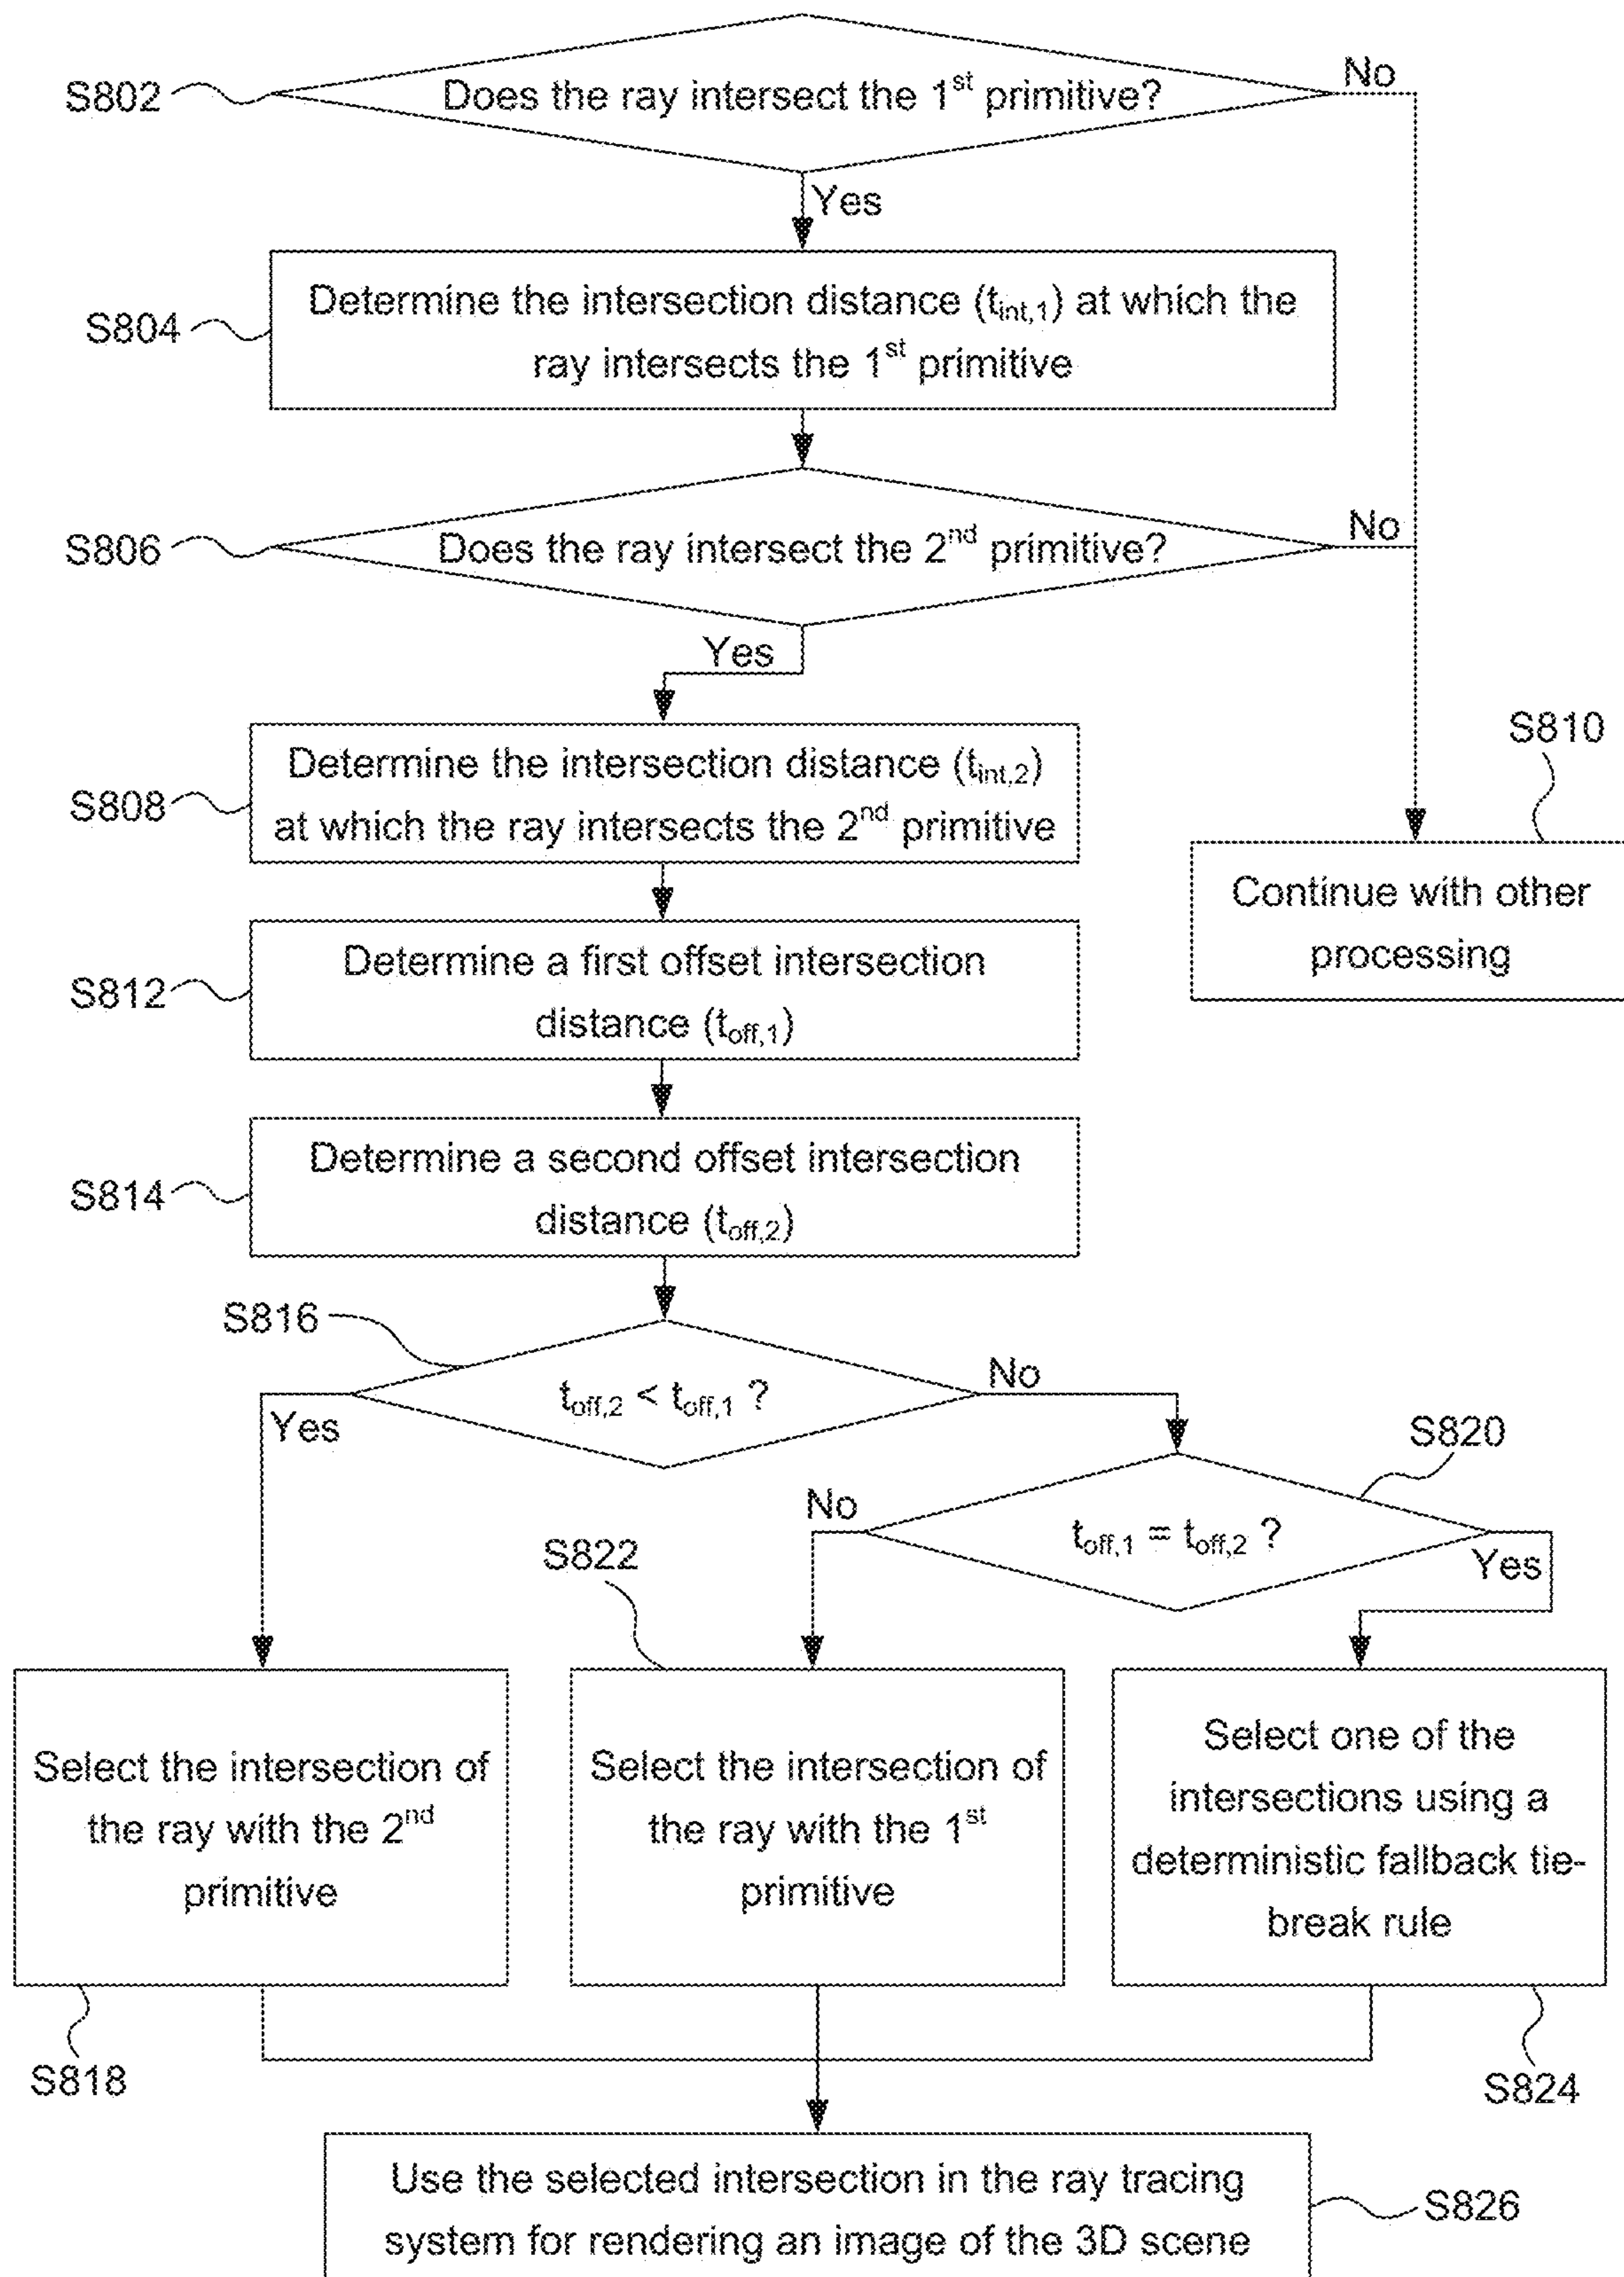 S802
Does the ray intersect the 1st primitive?
No
Yes
S804
Determine the intersection distance (tint,1) at which the
ray intersects the 1st primitive
S806
Does the ray intersect the 2nd primitive?
No
Yes
S808
Determine the intersection distance (tint,2)
at which the ray intersects the 2nd primitive
S810
Continue with other
processing
S812
Determine a first offset intersection
distance (toff,1)
S814
Determine a second offset intersection
distance (toff,2)
S816
toff,2 < toff,1 ?
Yes
No
S820
toff,1 = toff,2 ?
No
Yes
S822
Select the intersection of
the ray with the 2nd
primitive
S818
Select the intersection of
the ray with the 1st
primitive
Select one of the
intersections using a
deterministic fallback tie-
break rule
S824
Use the selected intersection in the ray tracing
system for rendering an image of the 3D scene
S826